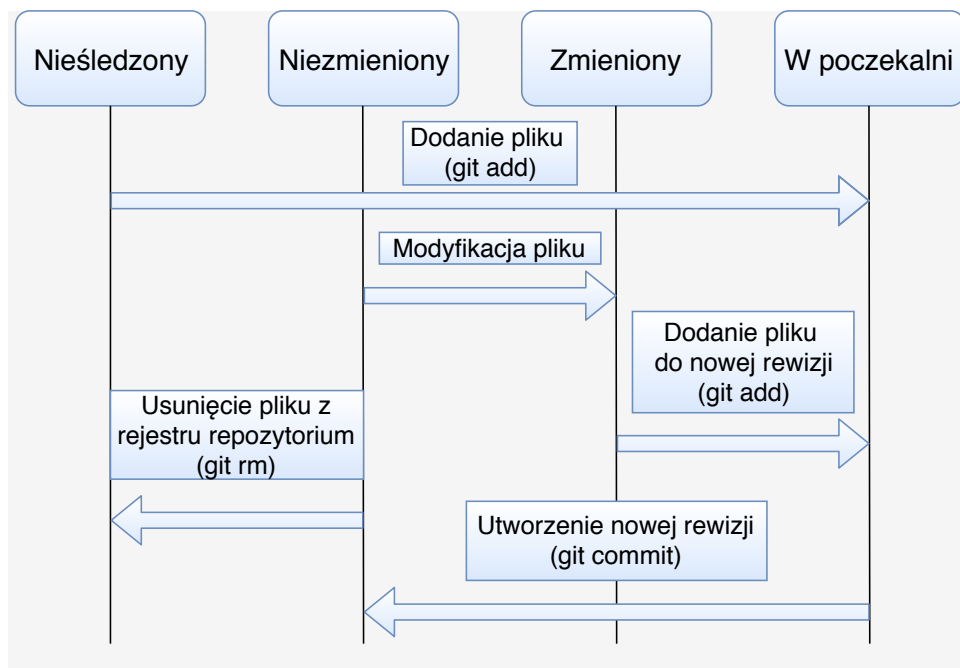 Nieśledzony
Niezmieniony
Zmieniony
W poczekalni
Dodanie pliku
(git add)
Modyfikacja pliku
Dodanie pliku
do nowej rewizji
(git add)
Usunięcie pliku z
rejestru repozytorium
(git rm)
Utworzenie nowej rewizji
(git commit)